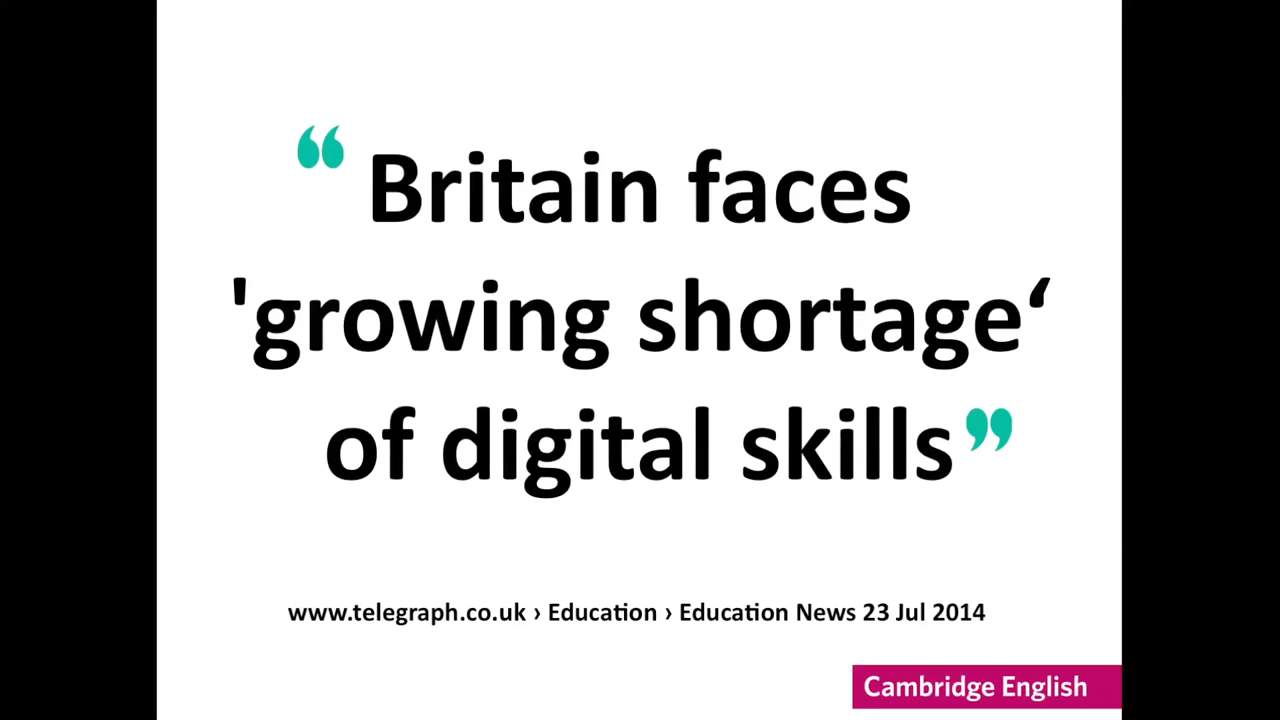 “ Britain faces
'growing shortage‘
of digital skills”
www.telegraph.co.uk › Education › Education News 23 Jul 2014
Cambridge English